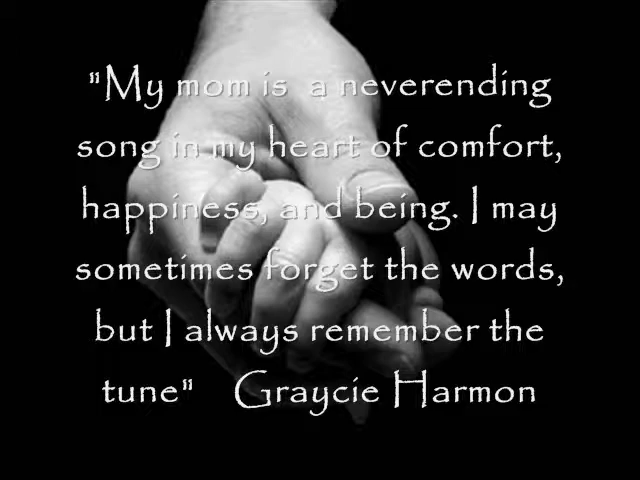 "My mom is a neverending
song in my heart of comfort,
happiness, and being. I may
sometimes forget the words,
but I always remember the
tune" Graycie Harmon